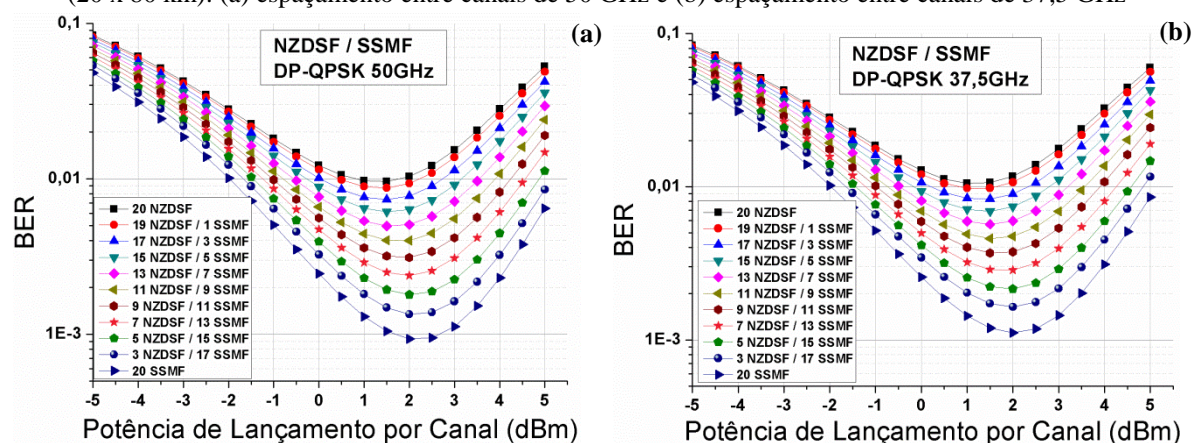 (20 x 80 km): (a) espaçamento entre canais de 50 GHz e (b) espaçamento entre canais de 37,5 GHz
(a)
NZDSF / SSMF
DP-QPSK 50GHz
0,1
0,01
1E-3
BER
20 NZDSF
19 NZDSF / 1 SSMF
17 NZDSF / 3 SSMF
15 NZDSF / 5 SSMF
13 NZDSF / 7 SSMF
11 NZDSF / 9 SSMF
9 NZDSF / 11 SSMF
7 NZDSF / 13 SSMF
5 NZDSF / 15 SSMF
3 NZDSF / 17 SSMF
20 SSMF
-5 -4 -3 -2 -1 0 1 2 3 4 5
Potência de Lançamento por Canal (dBm)
(b)
NZDSF / SSMF
DP-QPSK 37,5GHz
0,1
0,01
1E-3
BER
20 NZDSF
19 NZDSF / 1 SSMF
17 NZDSF / 3 SSMF
15 NZDSF / 5 SSMF
13 NZDSF / 7 SSMF
11 NZDSF / 9 SSMF
9 NZDSF / 11 SSMF
7 NZDSF / 13 SSMF
5 NZDSF / 15 SSMF
3 NZDSF / 17 SSMF
20 SSMF
-5 -4 -3 -2 -1 0 1 2 3 4 5
Potência de Lançamento por Canal (dBm)